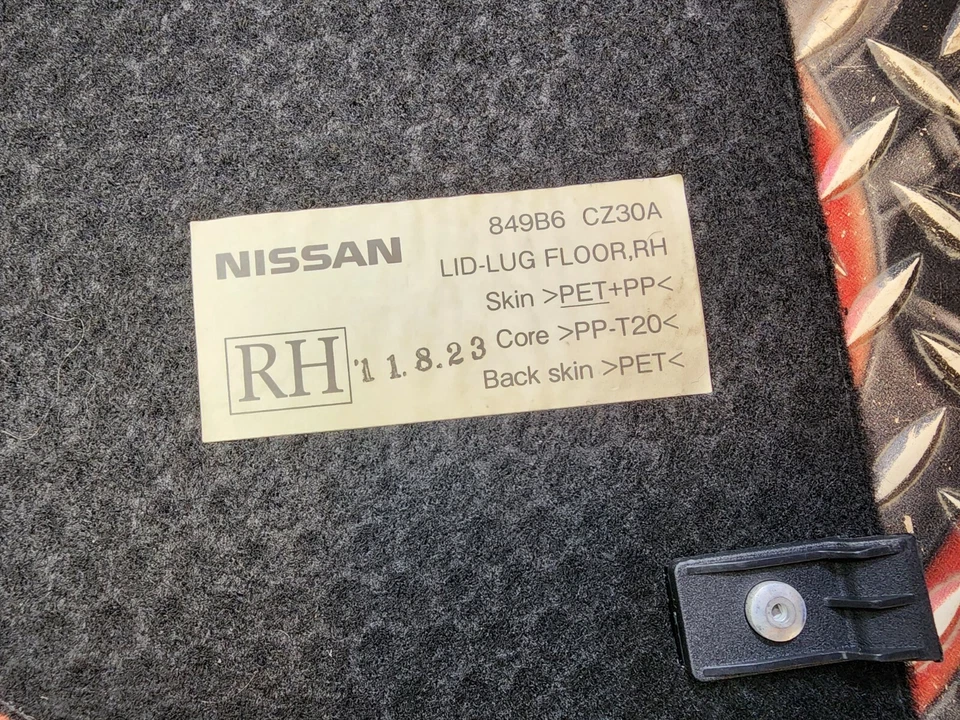 NISSAN
849B6 CZ30A
LID-LUG FLOOR,RH
Skin >PET+PP<
Core >PP-T20<
Back skin >PET<
RH
'11.8.23